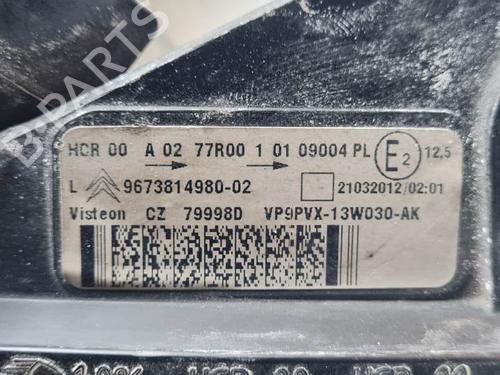 B-PARTS
HCR 00 A 02 77R00 1 01 09004 PL E2 12,5
L 9673814980-02 21032012/02:01
Visteon CZ 79998D VP9PVX-13W030-AK